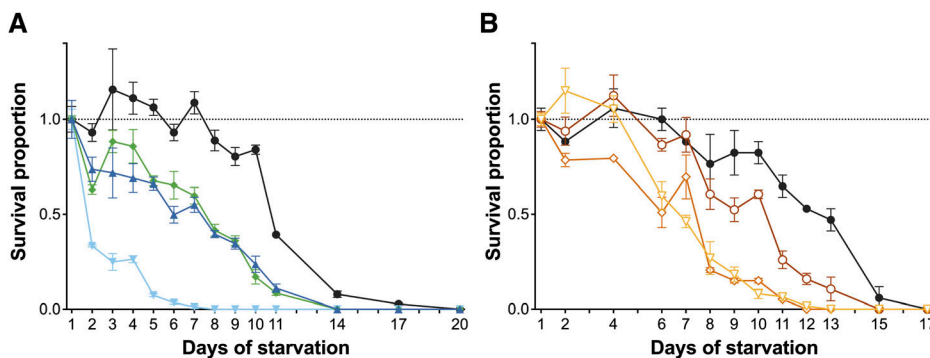 A
Survival proportion
1.0
0.5
0.0
1 2 3 4 5 6 7 8 9 10 11 14 17 20
Days of starvation
B
Survival proportion
1.0
0.5
0.0
1 2 4 6 7 8 9 10 11 12 13 15 17
Days of starvation